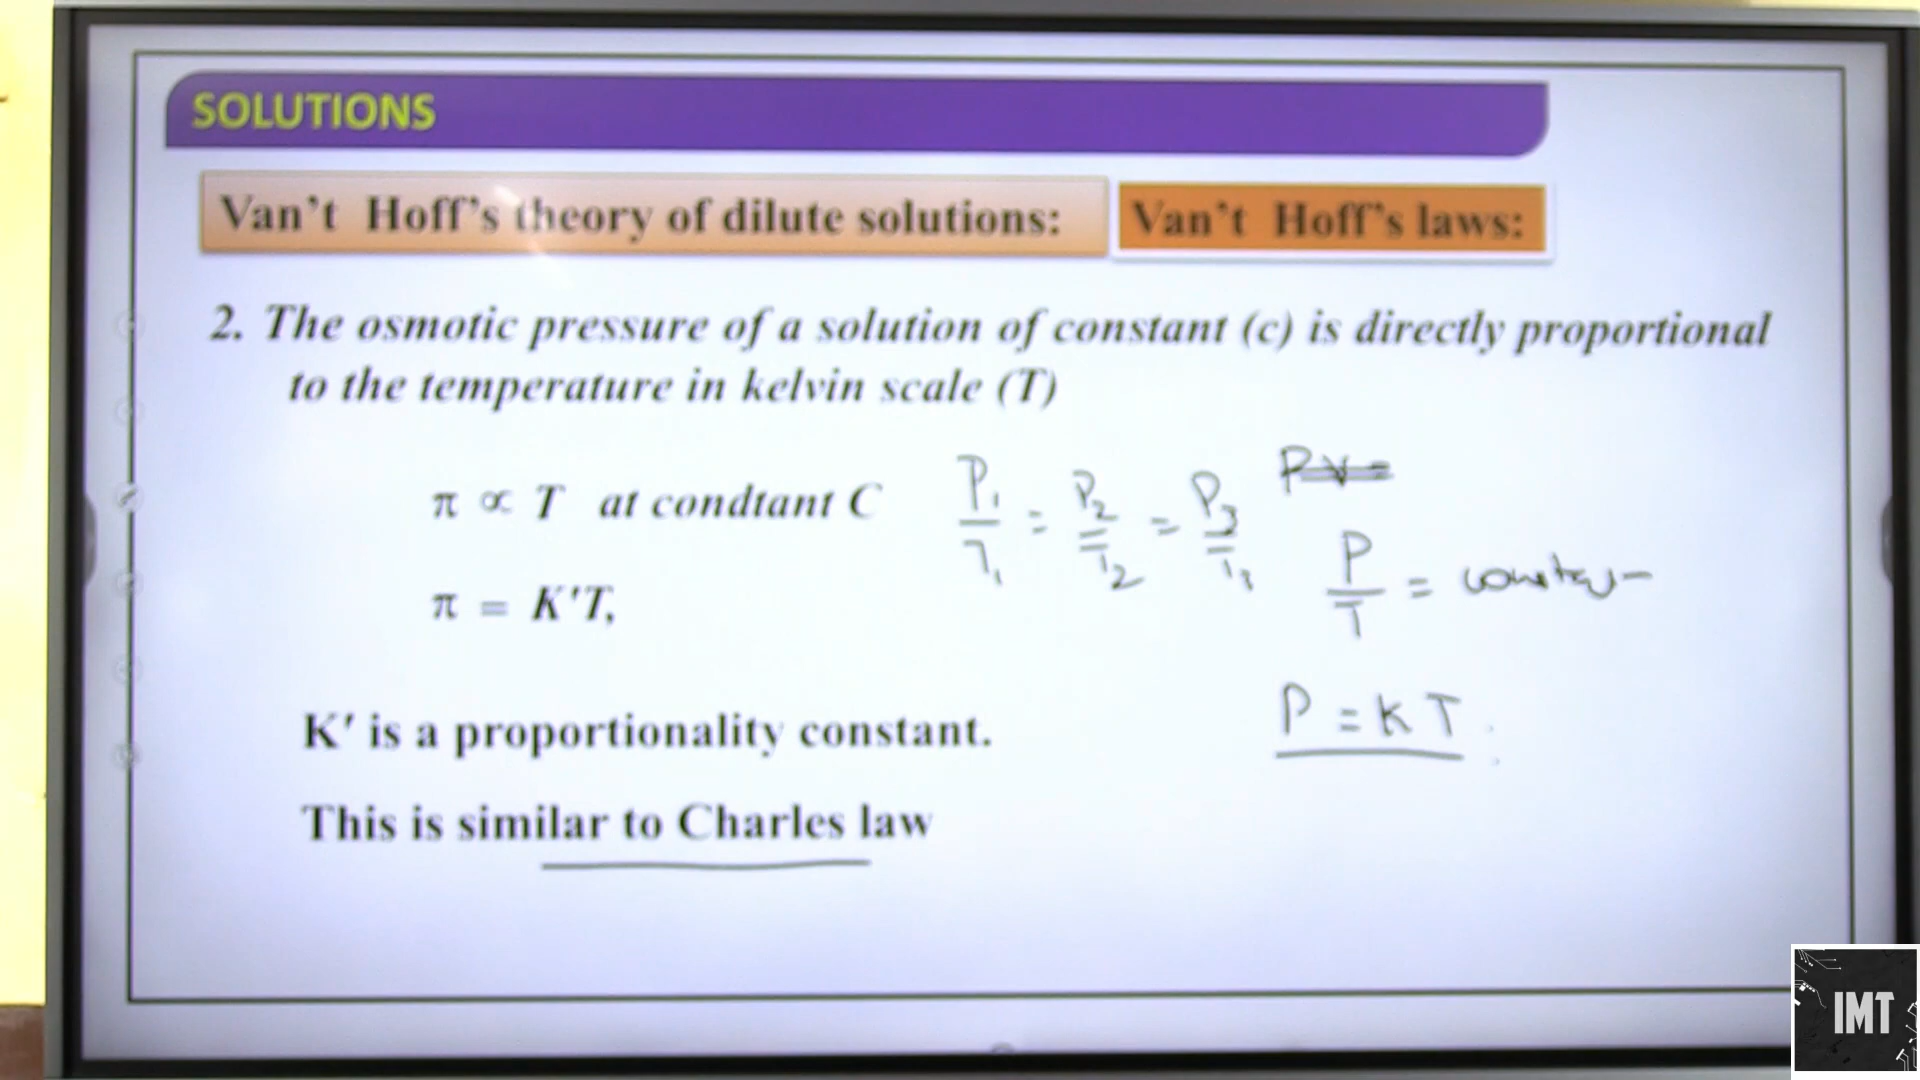 SOLUTIONS
Van't Hoff's theory of dilute solutions:
Van't Hoff's laws:
2. The osmotic pressure of a solution of constant (c) is directly proportional
to the temperature in kelvin scale (T)
π ∝ T at condtant C
P₁/T₁ = P₂/T₂ = P₃/T₃
PV=
π = K'T,
P/T =
K' is a proportionality constant.
P = KT
This is similar to Charles law
IMT